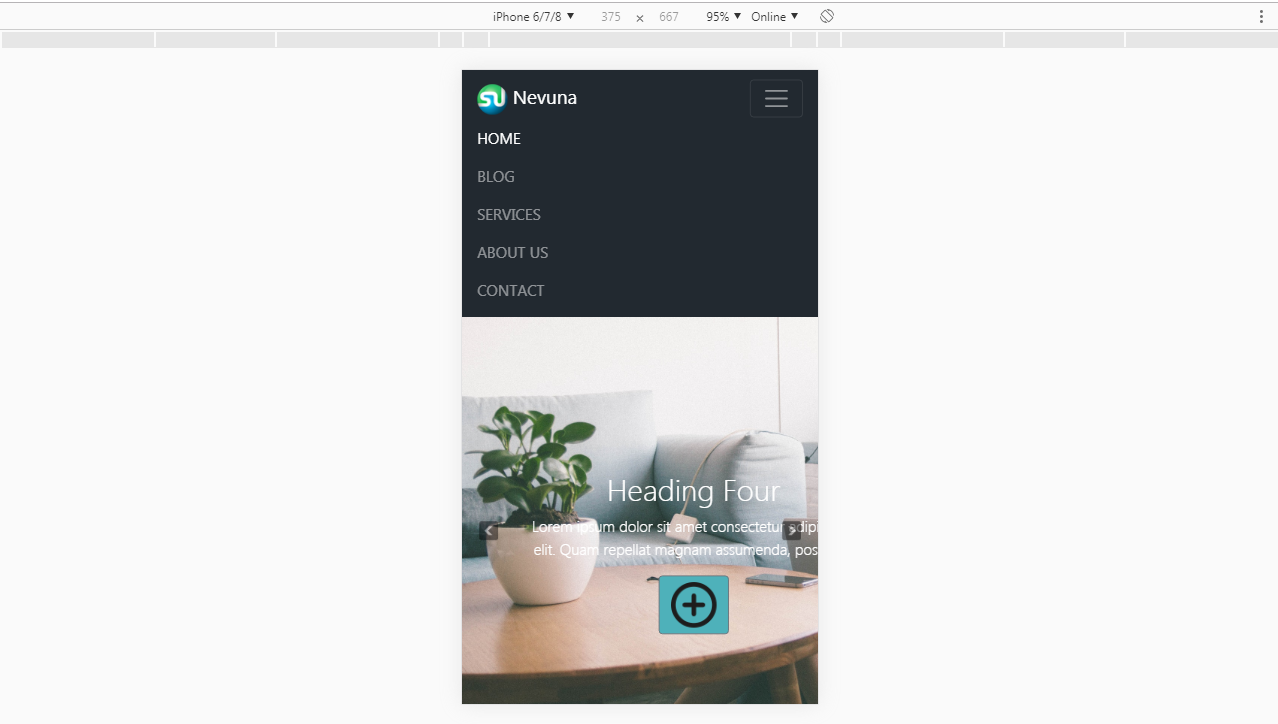 iPhone 6/7/8 ▼ 375 × 667 95% ▼ Online ▼
SU Nevuna
HOME
BLOG
SERVICES
ABOUT US
CONTACT
Heading Four
Lorem ipsum dolor sit amet consectetur adipi
elit. Quam repellat magnam assumenda, pos